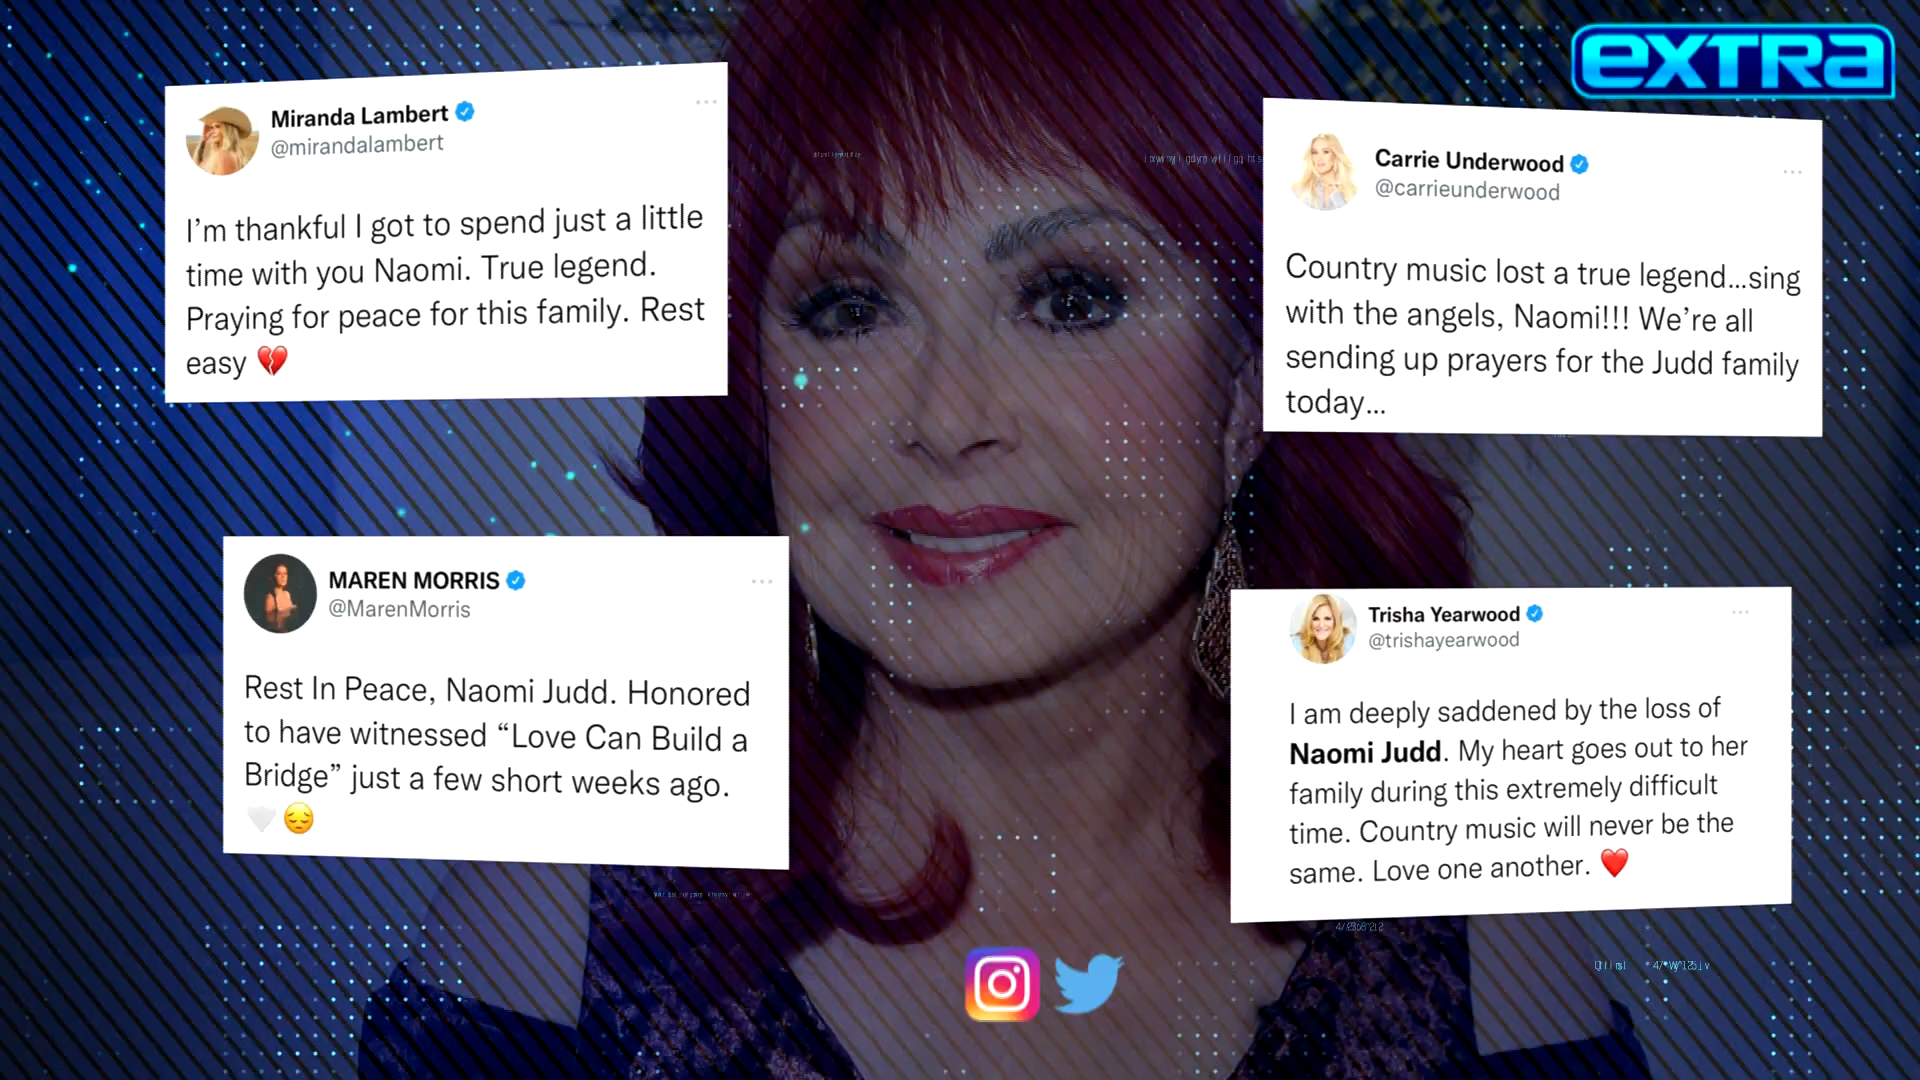 extra
Miranda Lambert
@mirandalambert
I'm thankful I got to spend just a little
time with you Naomi. True legend.
Praying for peace for this family. Rest
easy 💔
Carrie Underwood
@carrieunderwood
Country music lost a true legend...sing
with the angels, Naomi!!! We're all
sending up prayers for the Judd family
today...
MAREN MORRIS
@MarenMorris
Rest In Peace, Naomi Judd. Honored
to have witnessed “Love Can Build a
Bridge” just a few short weeks ago.
🤍😔
Trisha Yearwood
@trishayearwood
I am deeply saddened by the loss of
Naomi Judd. My heart goes out to her
family during this extremely difficult
time. Country music will never be the
same. Love one another. ❤️